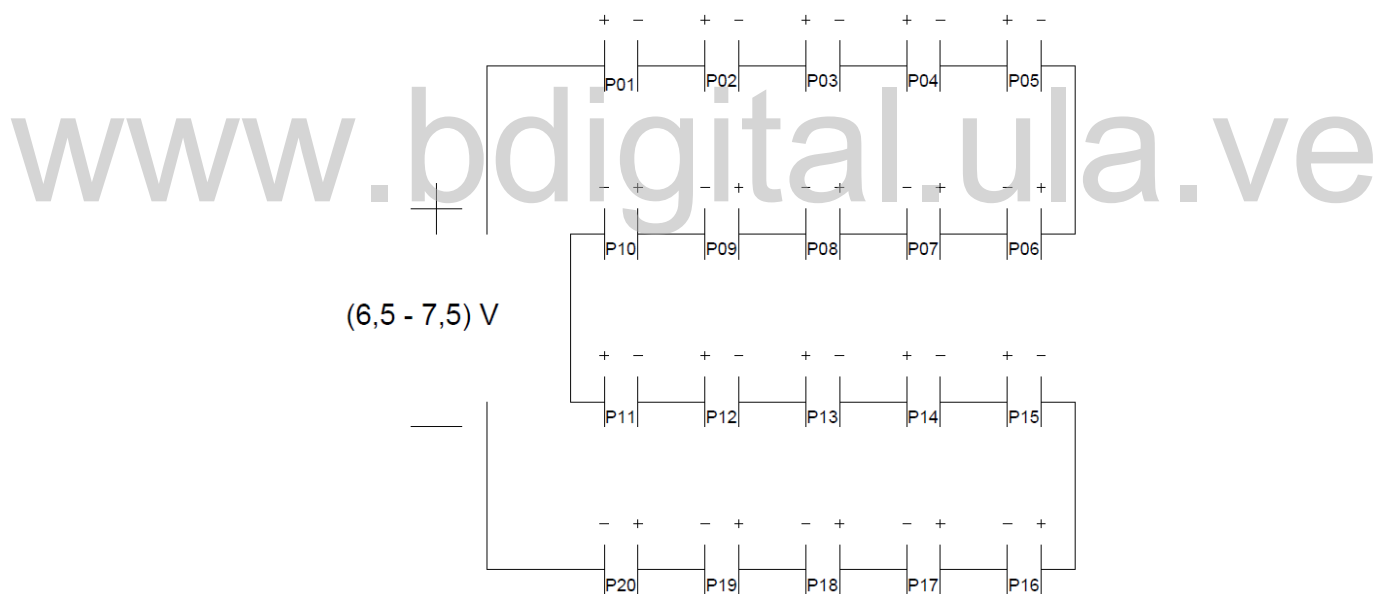 + − + − + − + − + −
P01 P02 P03 P04 P05
www.bdigital.ula.ve
− + − + − + − + − +
+
P10 P09 P08 P07 P06
(6,5 - 7,5) V
+ − + − + − + − + −
P11 P12 P13 P14 P15
−
− + − + − + − + − +
P20 P19 P18 P17 P16